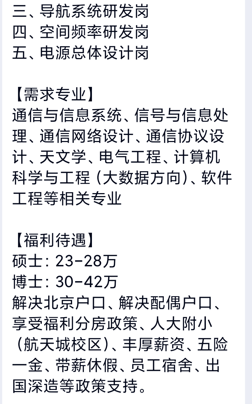 三、导航系统研发岗
四、空间频率研发岗
五、电源总体设计岗
【需求专业】
通信与信息系统、信号与信息处
理、通信网络设计、通信协议设
计、天文学、电气工程、计算机
科学与工程（大数据方向）、软件
工程等相关专业
【福利待遇】
硕士：23-28万
博士：30-42万
解决北京户口、解决配偶户口、
享受福利分房政策、人大附小
（航天城校区）、丰厚薪资、五险
一金、带薪休假、员工宿舍、出
国深造等政策支持。